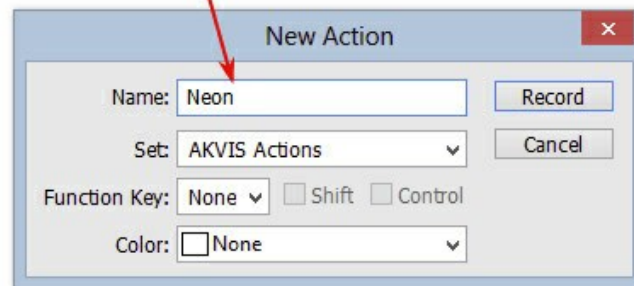 New Action
Name: Neon Record
Set: AKVIS Actions Cancel
Function Key: None Shift Control
Color: None